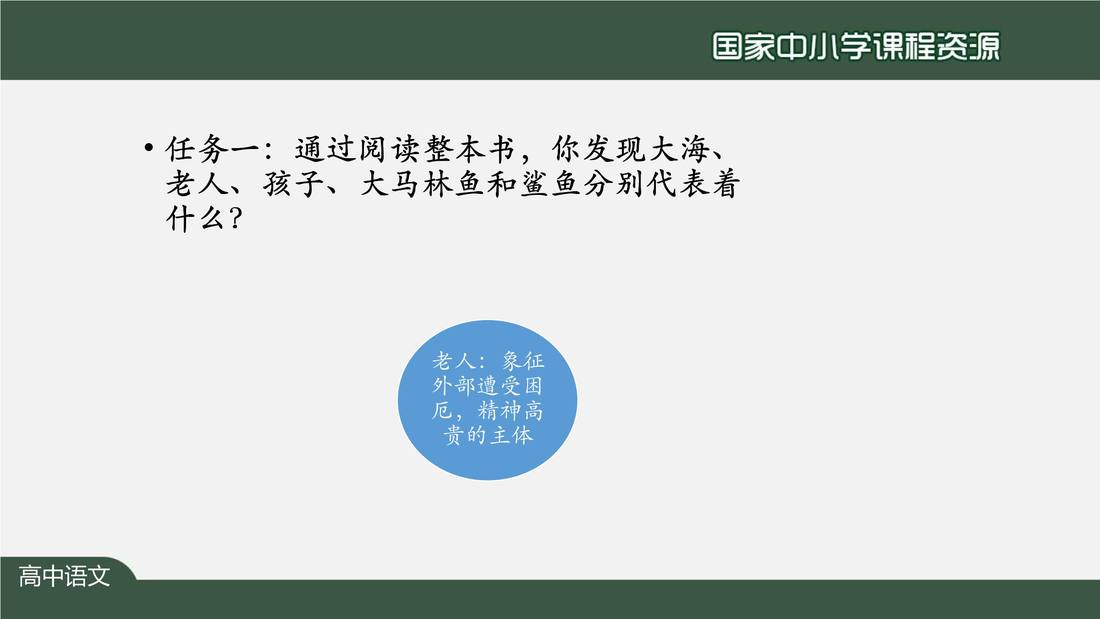 国家中小学课程资源
• 任务一：通过阅读整本书，你发现大海、
老人、孩子、大马林鱼和鲨鱼分别代表着
什么？
老人：象征
外部遭受困
厄，精神高
贵的主体
高中语文